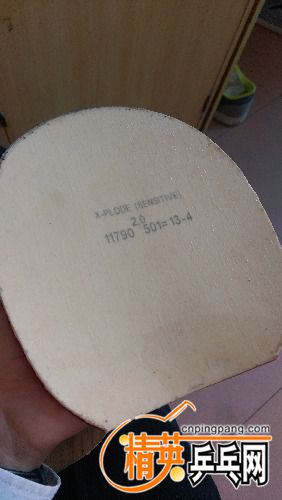 X-PLODE (SENSITIVE)
2.0
11790 501=13-4
cnpingpang.com
精英乒乓网